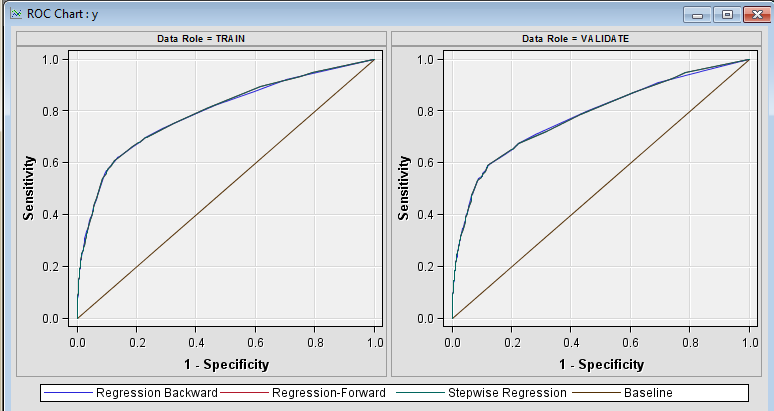 ROC Chart : y
Data Role = TRAIN
Data Role = VALIDATE
Sensitivity
1.0
0.8
0.6
0.4
0.2
0.0
0.0 0.2 0.4 0.6 0.8 1.0
1 - Specificity
Sensitivity
1.0
0.8
0.6
0.4
0.2
0.0
0.0 0.2 0.4 0.6 0.8 1.0
1 - Specificity
Regression Backward Regression-Forward Stepwise Regression Baseline